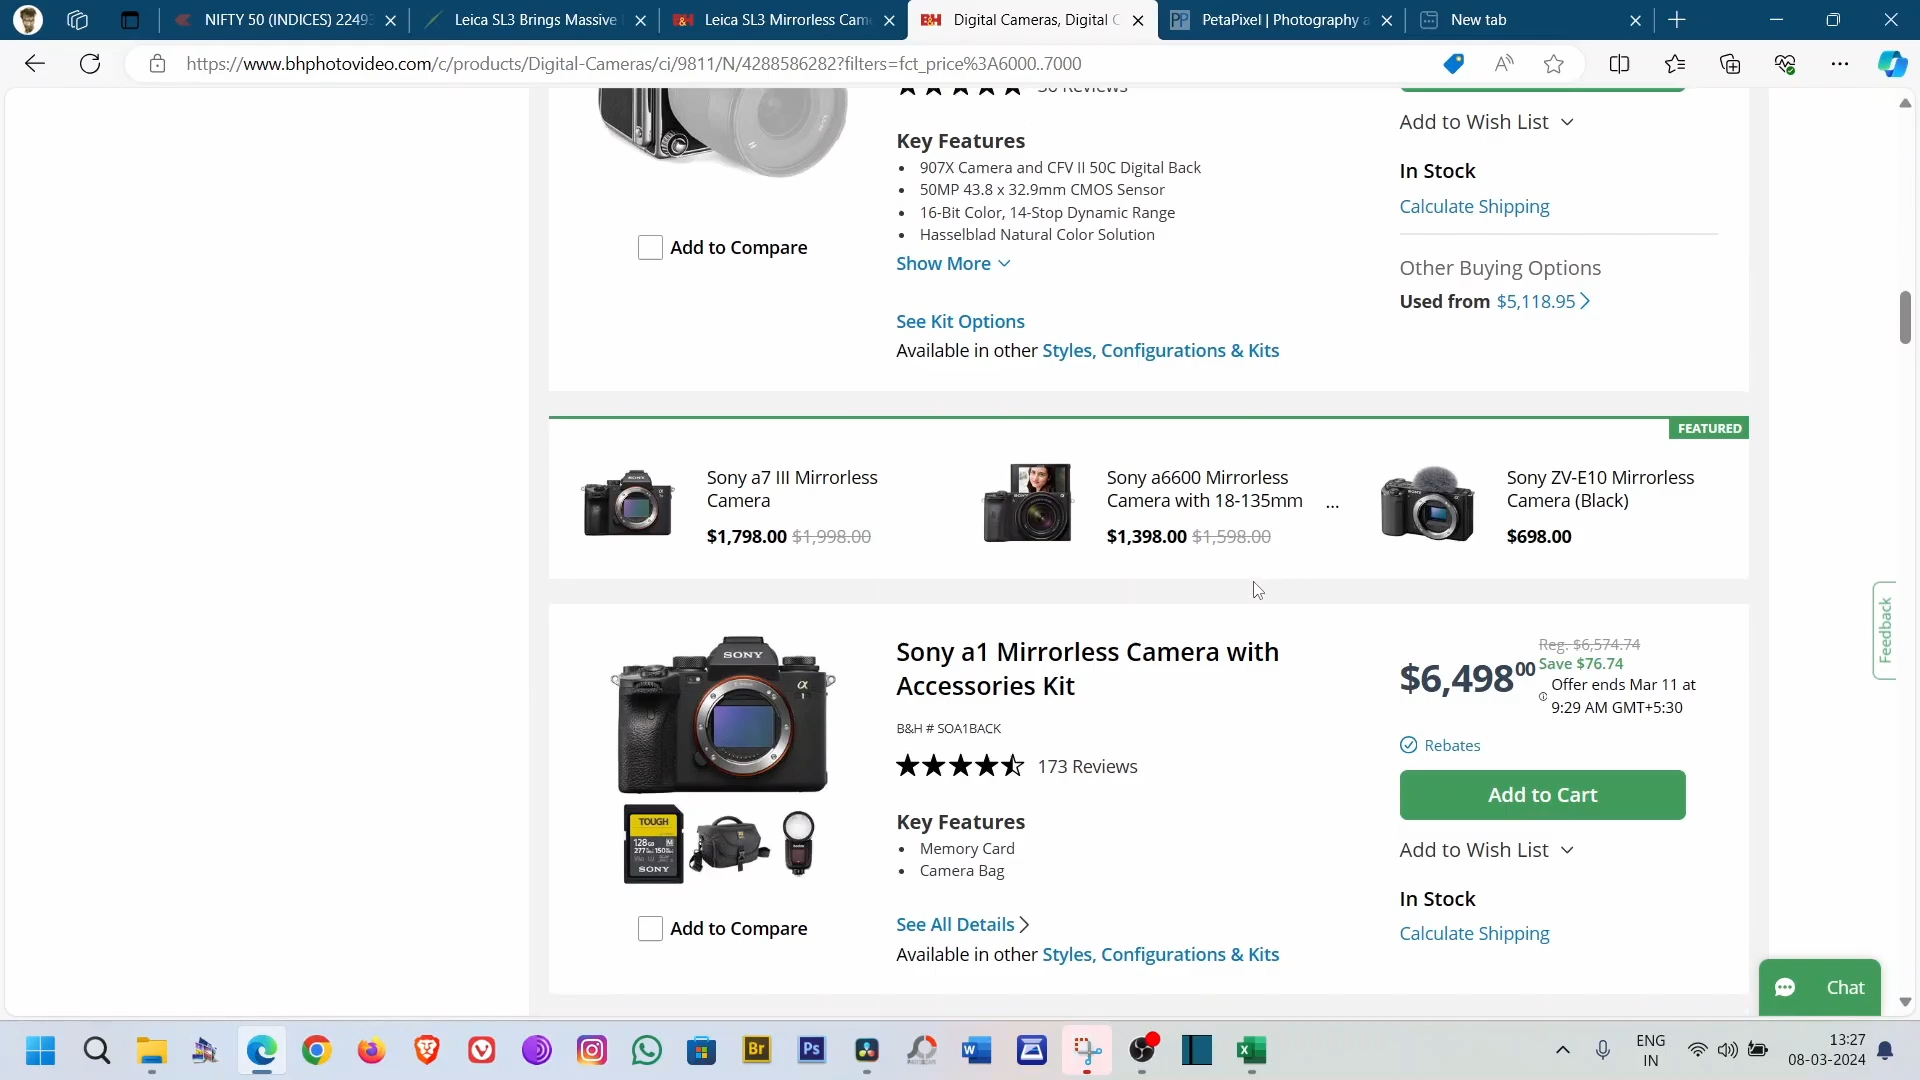 NIFTY 50 (INDICES) 2249
Leica SL3 Brings Massive
B&H
Leica SL3 Mirrorless Cam
B&H
Digital Cameras, Digital C
PP
PetaPixel | Photography a
New tab
https://www.bhphotovideo.com/c/products/Digital-Cameras/ci/9811/N/4288586282?filters=fct_price%3A6000..7000
Key Features
907X Camera and CFV II 50C Digital Back
50MP 43.8 x 32.9mm CMOS Sensor
16-Bit Color, 14-Stop Dynamic Range
Hasselblad Natural Color Solution
Show More
See Kit Options
Available in other Styles, Configurations & Kits
Add to Compare
Add to Wish List
In Stock
Calculate Shipping
Other Buying Options
Used from $5,118.95
FEATURED
Sony a7 III Mirrorless
Camera
$1,798.00 $1,998.00
Sony a6600 Mirrorless
Camera with 18-135mm ...
$1,398.00 $1,598.00
Sony ZV-E10 Mirrorless
Camera (Black)
$698.00
SONY
TOUGH
128GB
SONY
Add to Compare
Sony a1 Mirrorless Camera with
Accessories Kit
B&H # SOA1BACK
173 Reviews
Key Features
Memory Card
Camera Bag
See All Details
Available in other Styles, Configurations & Kits
$6,498.00
Reg. $6,574.74
Save $76.74
Offer ends Mar 11 at
9:29 AM GMT+5:30
Rebates
Add to Cart
Add to Wish List
In Stock
Calculate Shipping
Feedback
Chat
Br
Ps
ENG
IN
13:27
08-03-2024